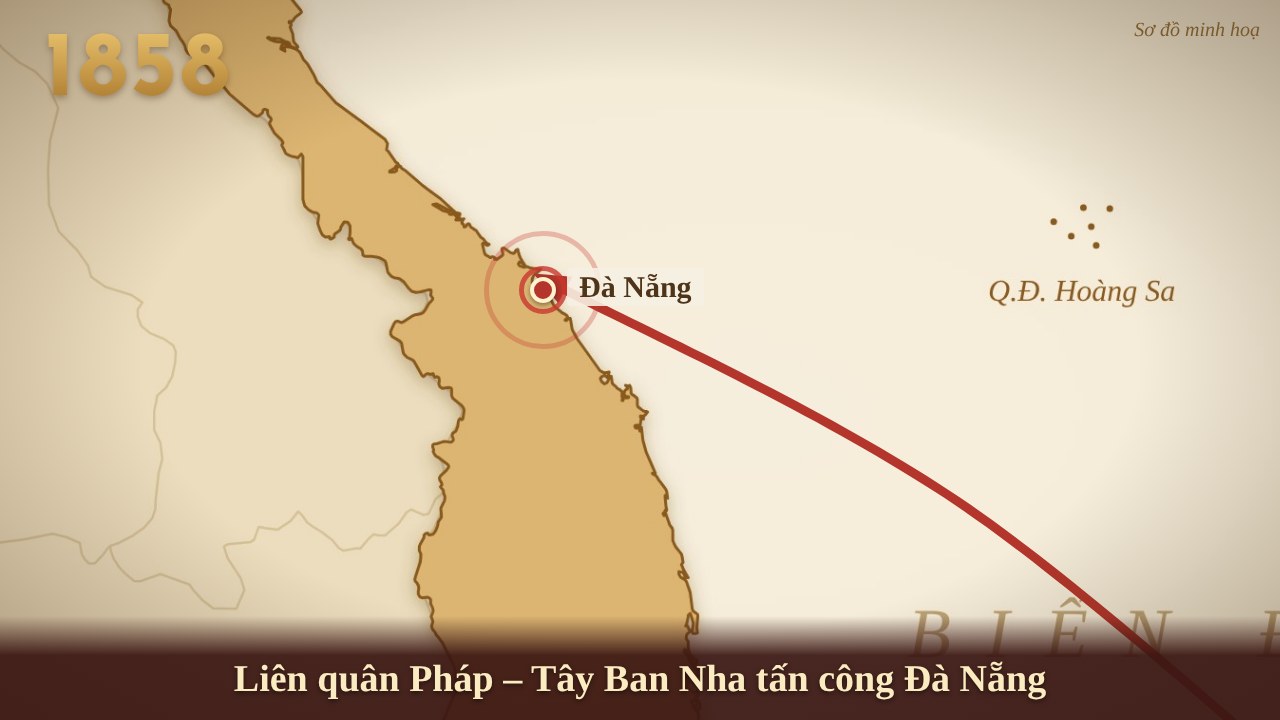 1858
Sơ đồ minh hoạ
Đà Nẵng
Q.Đ. Hoàng Sa
BIÊN
Liên quân Pháp – Tây Ban Nha tấn công Đà Nẵng